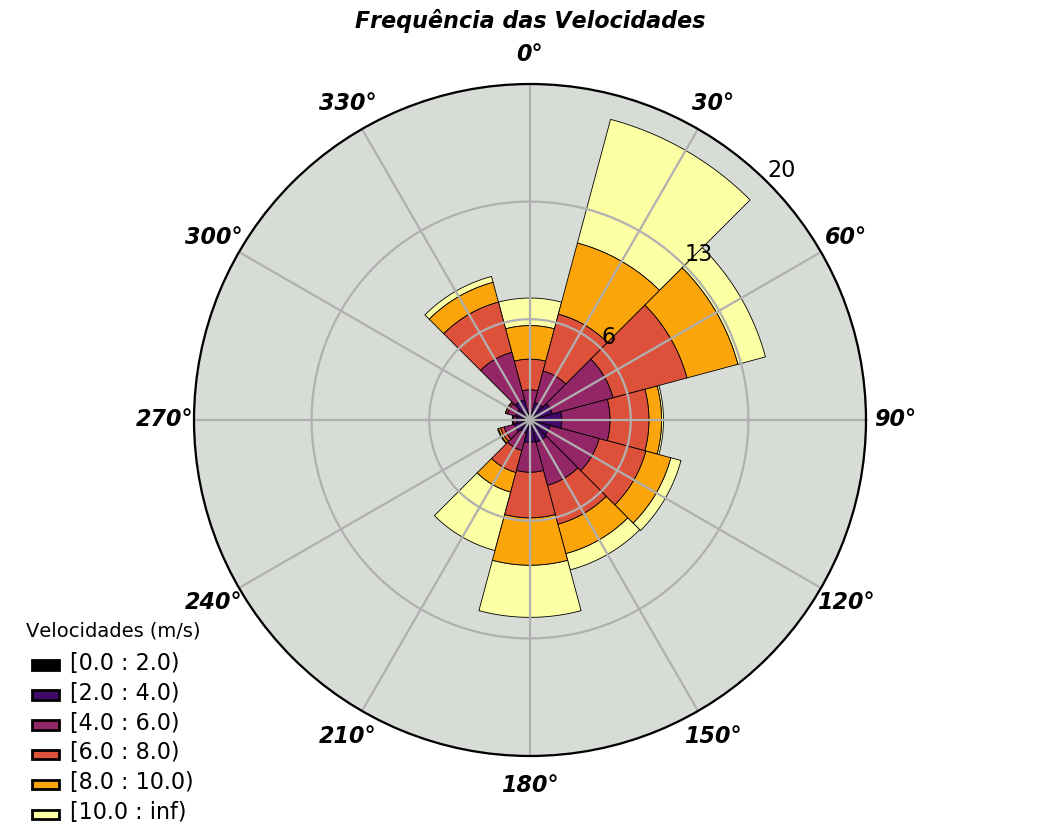 Frequência das Velocidades
0°
330°
30°
20
300°
60°
13
6
270°
90°
240°
120°
210°
150°
180°
Velocidades (m/s)
[0.0 : 2.0)
[2.0 : 4.0)
[4.0 : 6.0)
[6.0 : 8.0)
[8.0 : 10.0)
[10.0 : inf)